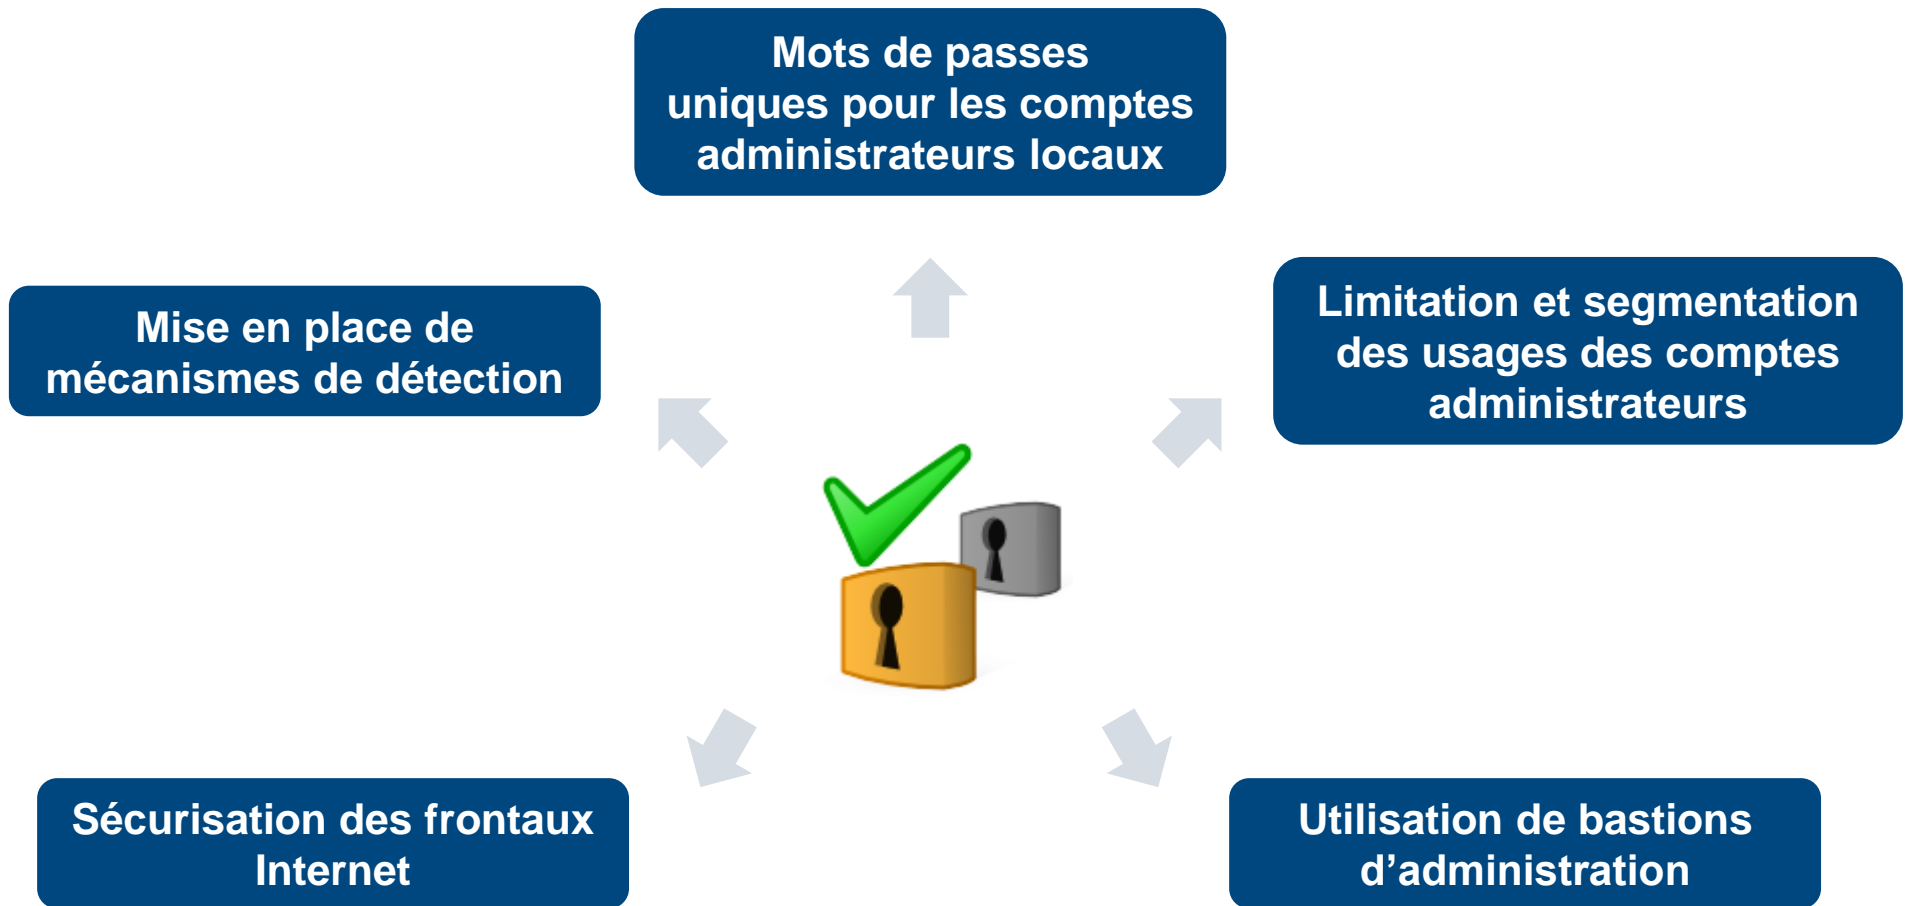 Mots de passes
uniques pour les comptes
administrateurs locaux
Mise en place de
mécanismes de détection
Limitation et segmentation
des usages des comptes
administrateurs
Sécurisation des frontaux
Internet
Utilisation de bastions
d’administration